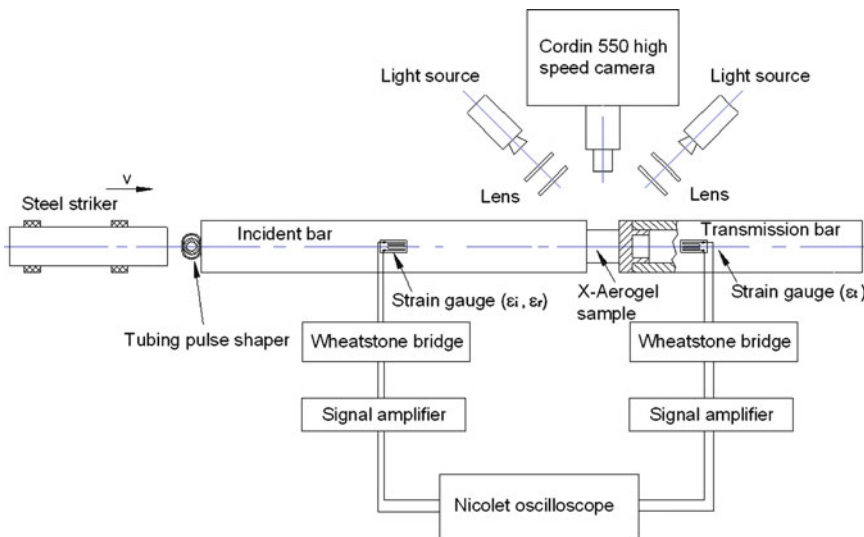 Cordin 550 high
speed camera
Light source
Light source
Lens
Lens
V
Steel striker
Incident bar
Transmission bar
Strain gauge (εi, εr)
X-Aerogel
sample
Strain gauge (εt)
Tubing pulse shaper
Wheatstone bridge
Wheatstone bridge
Signal amplifier
Signal amplifier
Nicolet oscilloscope